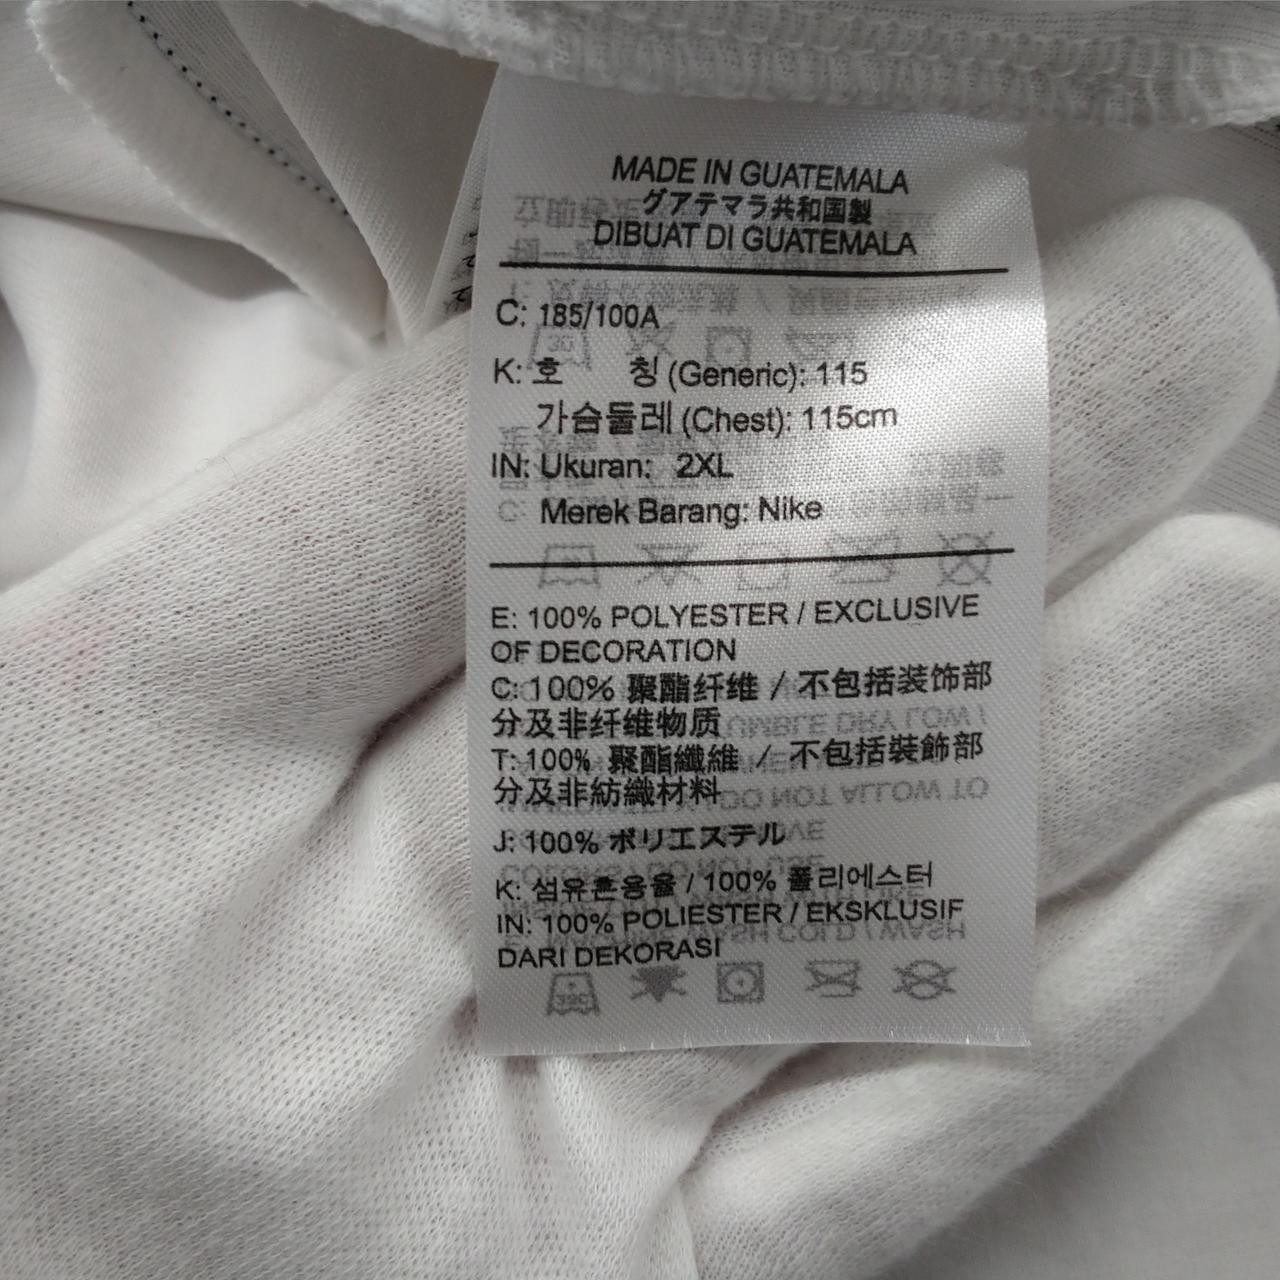 MADE IN GUATEMALA
グアテマラ共和国製
DIBUAT DI GUATEMALA
C: 185/100A
K: 호 칭 (Generic): 115
가슴둘레 (Chest): 115cm
IN: Ukuran: 2XL
Merek Barang: Nike
E: 100% POLYESTER / EXCLUSIVE
OF DECORATION
C: 100% 聚酯纤维 / 不包括装饰部
分及非纤维物质
T: 100% 聚酯纖維 / 不包括裝飾部
分及非紡織材料
J: 100% ポリエステル
K: 섬유혼용율 / 100% 폴리에스터
IN: 100% POLIESTER / EKSKLUSIF
DARI DEKORASI